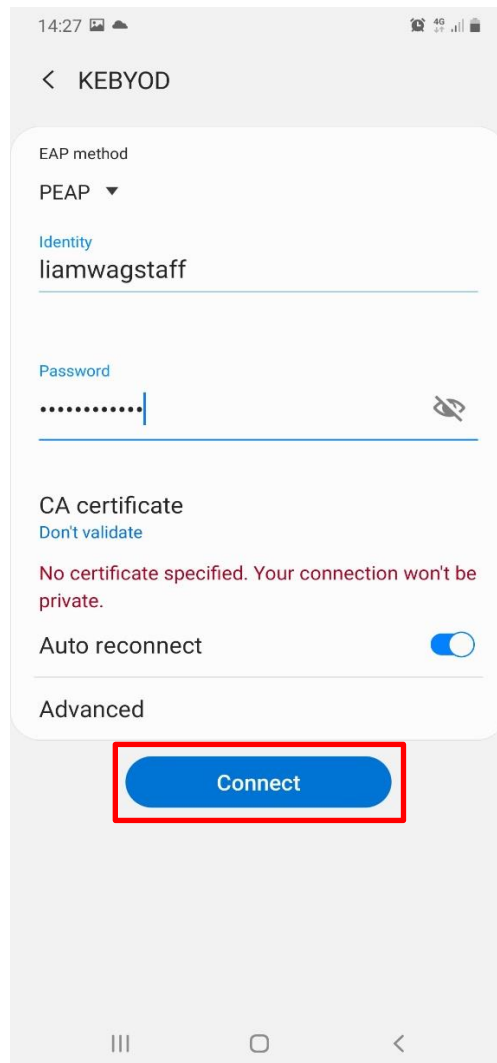 14:27
4G
KEBYOD
EAP method
PEAP
Identity
liamwagstaff
Password
••••••••••••
CA certificate
Don't validate
No certificate specified. Your connection won't be
private.
Auto reconnect
Advanced
Connect